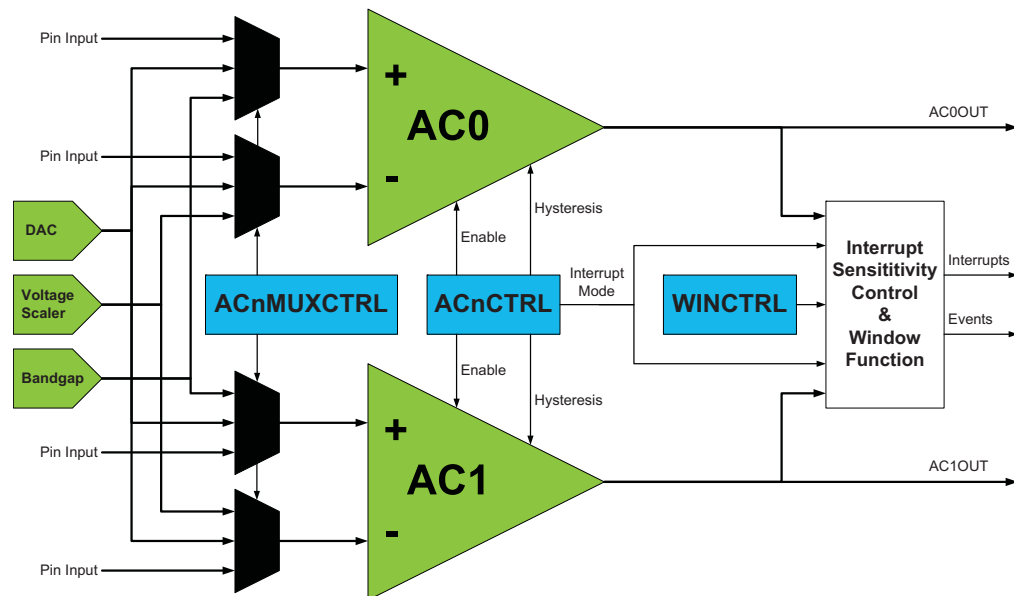 Pin Input
+
AC0
-
AC0OUT
Pin Input
DAC
Voltage
Scaler
Bandgap
Enable
Hysteresis
ACnMUXCTRL
ACnCTRL
Interrupt
Mode
WINCTRL
Interrupt
Sensititivity
Control
&
Window
Function
Interrupts
Events
Enable
Hysteresis
Pin Input
+
AC1
-
AC1OUT
Pin Input